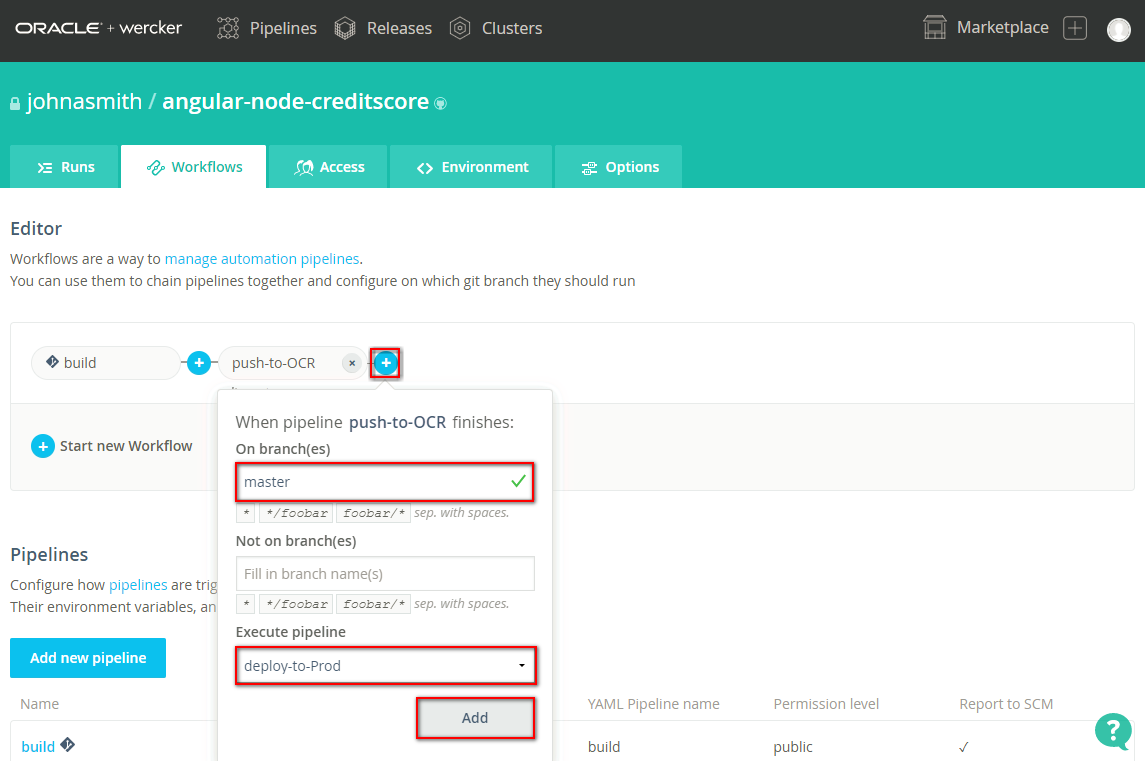 ORACLE + wercker Pipelines Releases Clusters Marketplace
johnasmith / angular-node-creditscore
Runs Workflows Access Environment Options
Editor
Workflows are a way to manage automation pipelines.
You can use them to chain pipelines together and configure on which git branch they should run
build + push-to-OCR × +
+ Start new Workflow
When pipeline push-to-OCR finishes:
On branch(es)
master
* */foobar foobar/* sep. with spaces.
Not on branch(es)
Fill in branch name(s)
* */foobar foobar/* sep. with spaces.
Execute pipeline
deploy-to-Prod
Add
Pipelines
Configure how pipelines are trig
Their environment variables, an
Add new pipeline
Name YAML Pipeline name Permission level Report to SCM
build build public ✓
?